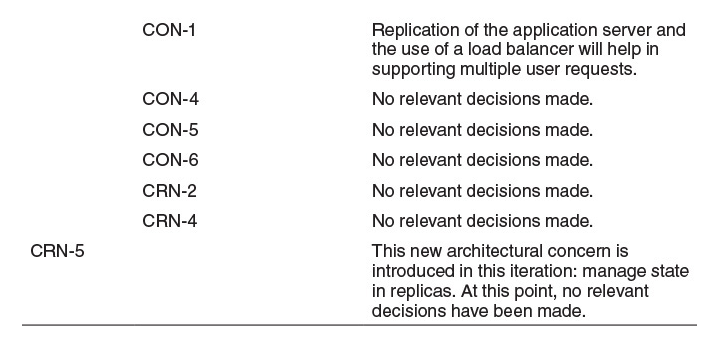 CON-1 Replication of the application server and
the use of a load balancer will help in
supporting multiple user requests.
CON-4 No relevant decisions made.
CON-5 No relevant decisions made.
CON-6 No relevant decisions made.
CRN-2 No relevant decisions made.
CRN-4 No relevant decisions made.
CRN-5 This new architectural concern is
introduced in this iteration: manage state
in replicas. At this point, no relevant
decisions have been made.